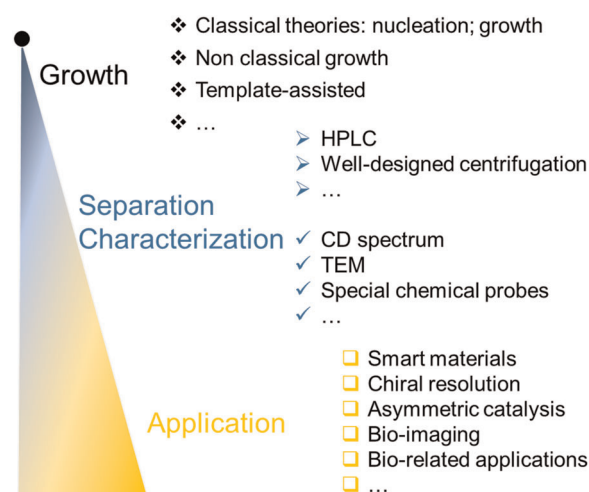 ❖ Classical theories: nucleation; growth
❖ Non classical growth
Growth
❖ Template-assisted
❖ ...
➢ HPLC
➢ Well-designed centrifugation
➢ ...
Separation
Characterization
✓ CD spectrum
✓ TEM
✓ Special chemical probes
✓ ...
❑ Smart materials
❑ Chiral resolution
❑ Asymmetric catalysis
Application
❑ Bio-imaging
❑ Bio-related applications
❑ ...